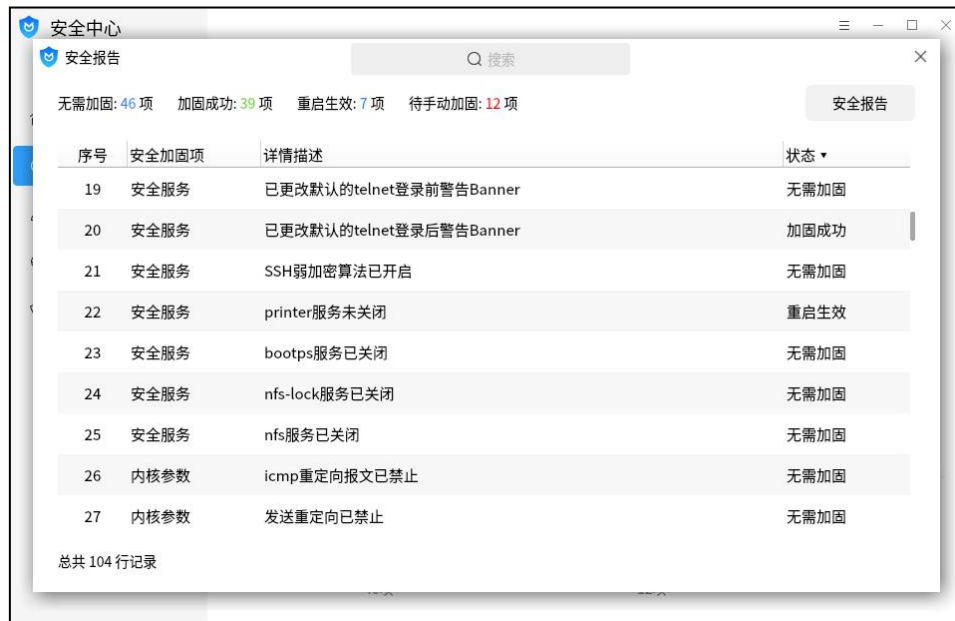 安全中心
安全报告
搜索
无需加固: 46 项 加固成功: 39 项 重启生效: 7 项 待手动加固: 12 项 安全报告
序号 安全加固项 详情描述 状态
19 安全服务 已更改默认的telnet登录前警告Banner 无需加固
20 安全服务 已更改默认的telnet登录后警告Banner 加固成功
21 安全服务 SSH弱加密算法已开启 无需加固
22 安全服务 printer服务未关闭 重启生效
23 安全服务 bootps服务已关闭 无需加固
24 安全服务 nfs-lock服务已关闭 无需加固
25 安全服务 nfs服务已关闭 无需加固
26 内核参数 icmp重定向报文已禁止 无需加固
27 内核参数 发送重定向已禁止 无需加固
总共 104 行记录